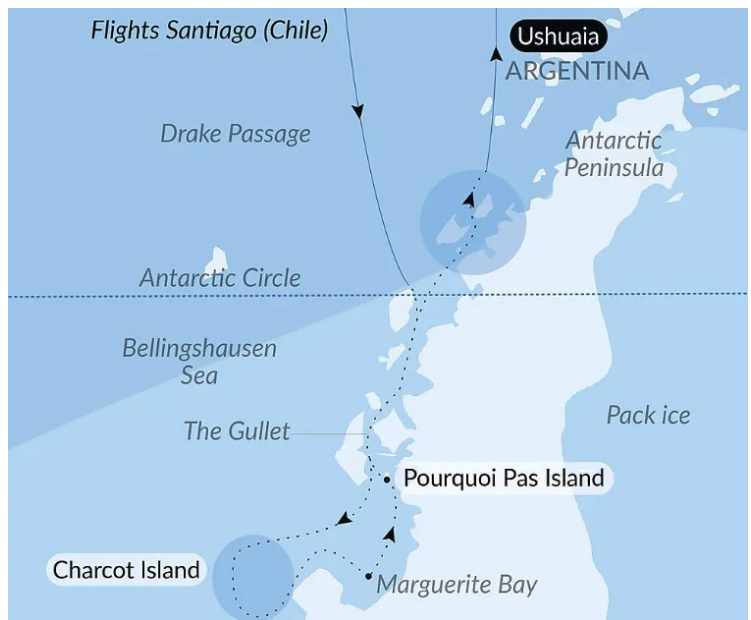 Flights Santiago (Chile)
Ushuaia
ARGENTINA
Drake Passage
Antarctic
Peninsula
Antarctic Circle
Bellingshausen
Sea
The Gullet
Pack ice
Pourquoi Pas Island
Charcot Island
Marguerite Bay